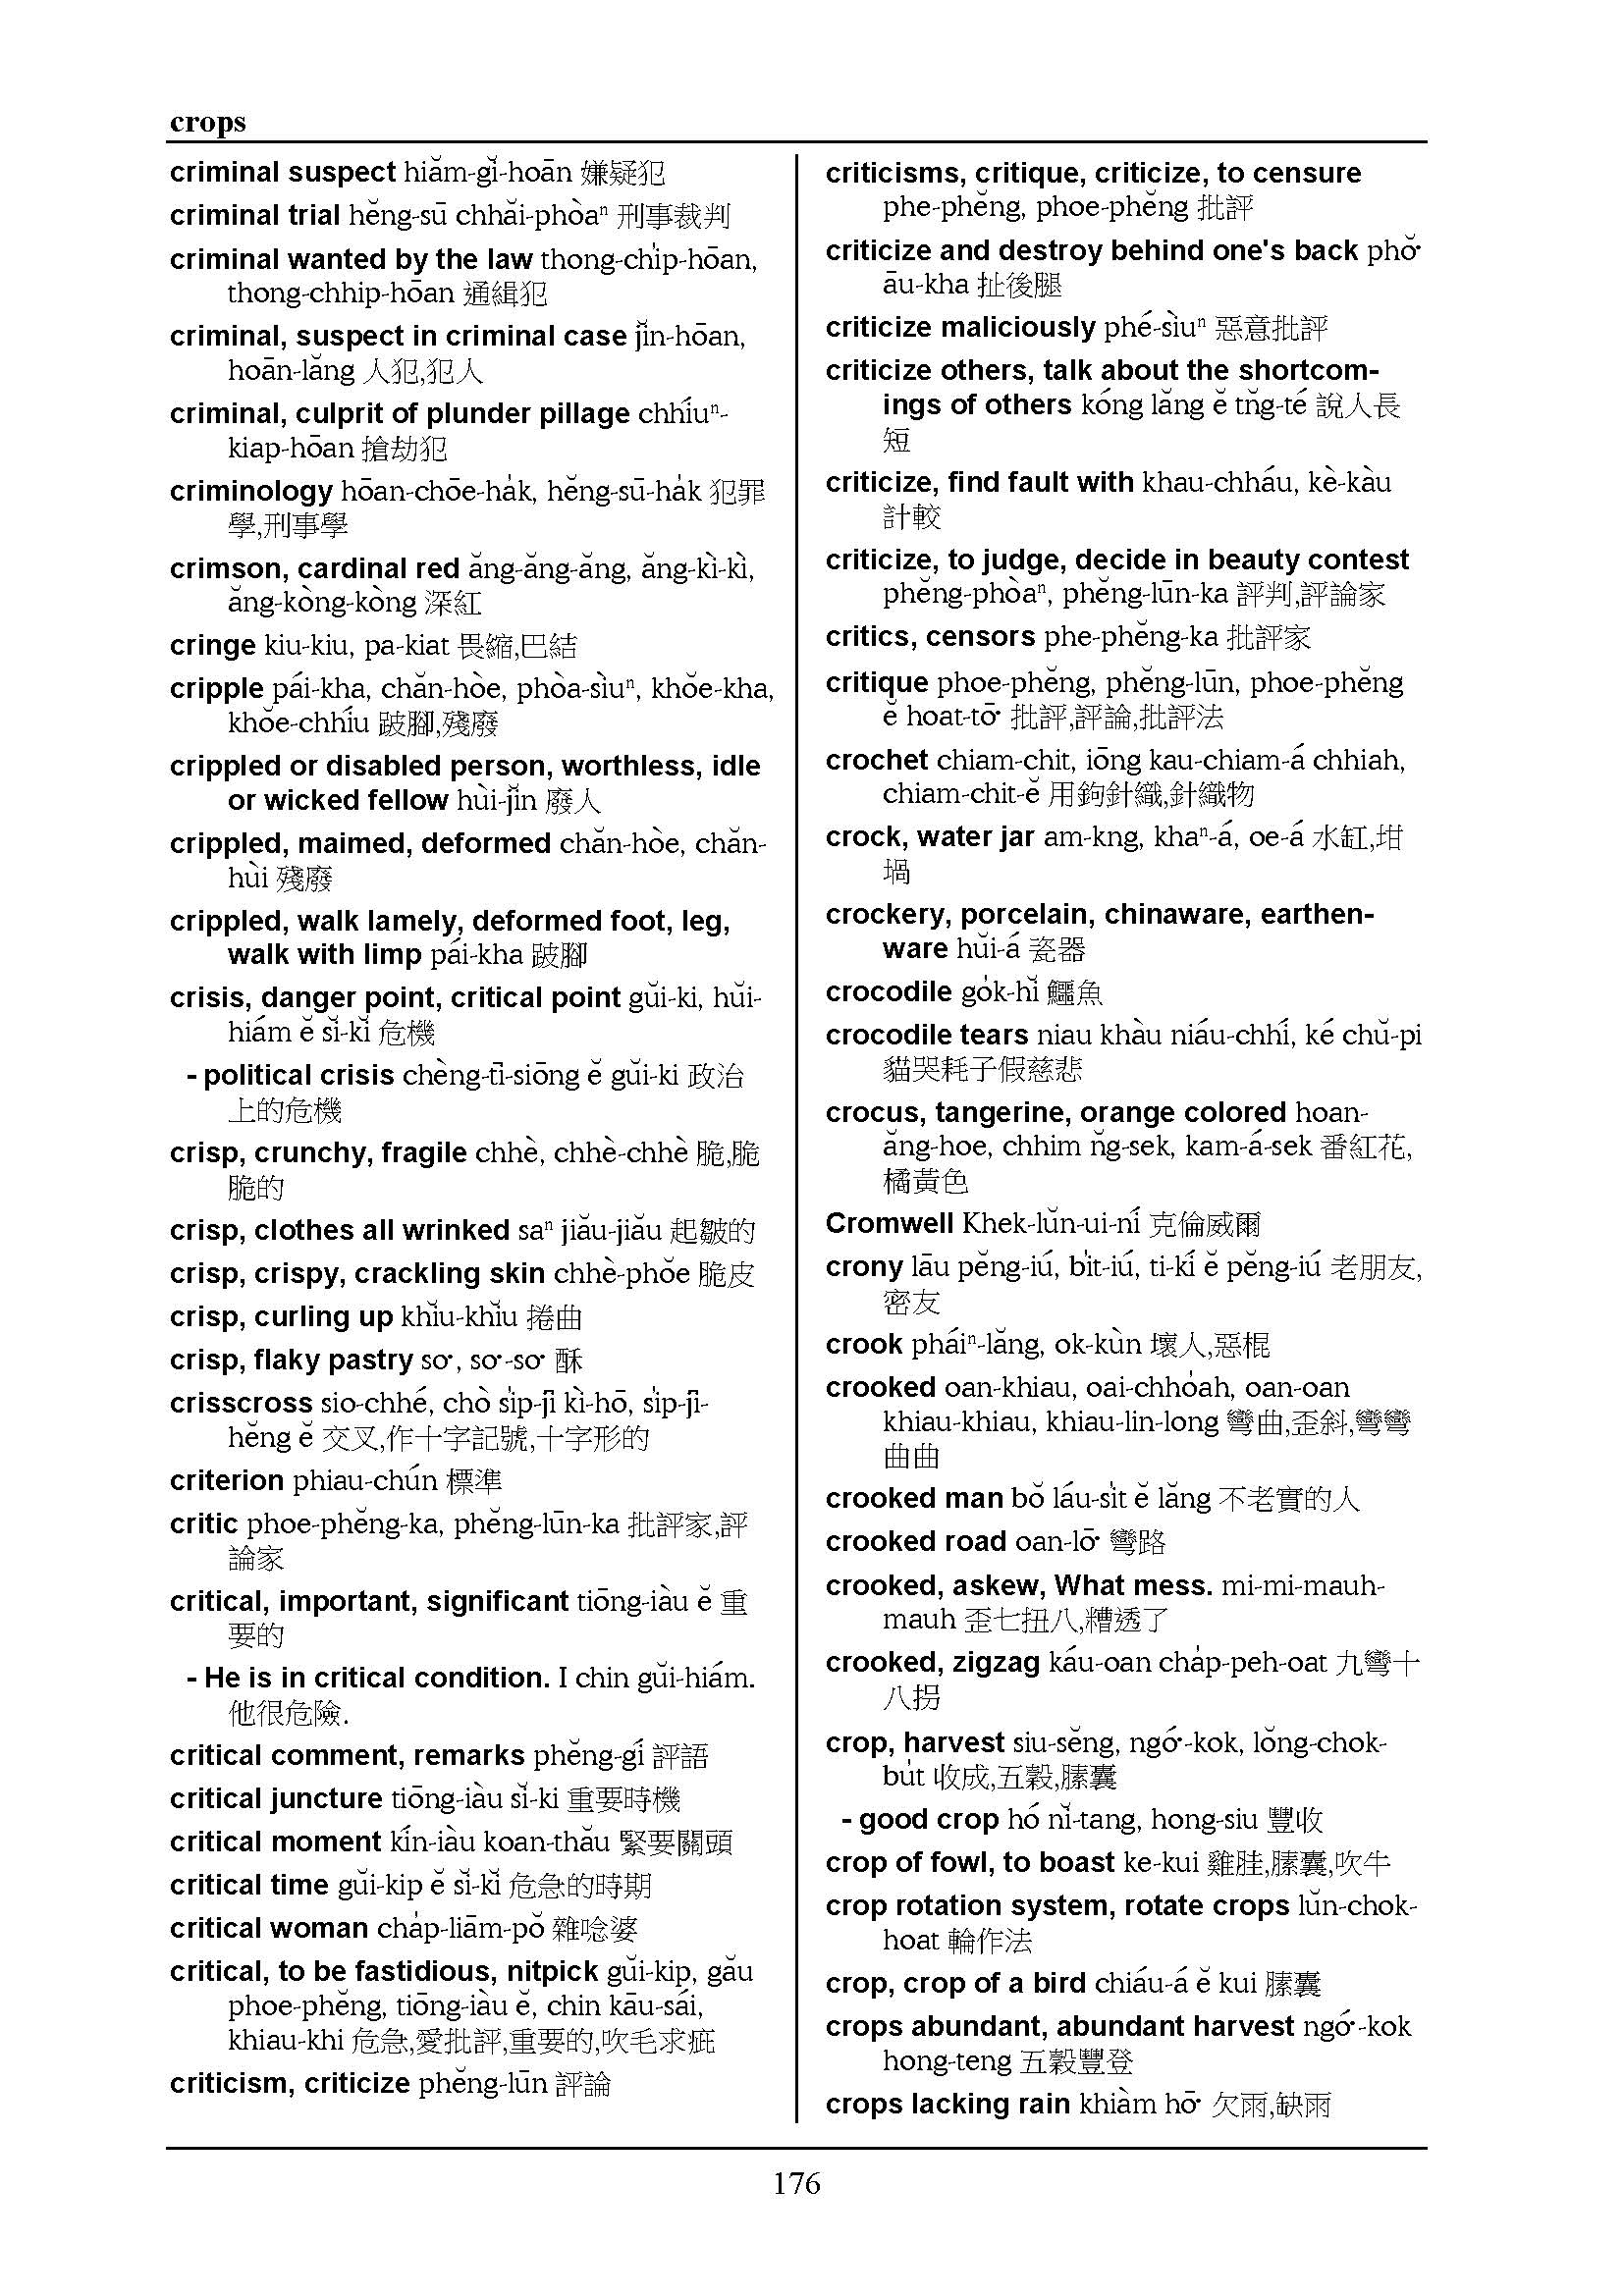 crops
criminal suspect hiăm-gĭ-hoān 嫌疑犯
criminal trial hĕng-sū chhăi-phòaⁿ 刑事裁判
criminal wanted by the law thong-chi̍p-hōan,
thong-chhip-hōan 通緝犯
criminal, suspect in criminal case jĭn-hōan,
hoān-lăng 人犯,犯人
criminal, culprit of plunder pillage chhíuⁿ-
kiap-hōan 搶劫犯
criminology hōan-chōe-ha̍k, hĕng-sū-ha̍k 犯罪
學,刑事學
crimson, cardinal red ăng-ăng-ăng, ăng-kì-kì,
ăng-kòng-kòng 深紅
cringe kiu-kiu, pa-kiat 畏縮,巴結
cripple pái-kha, chăn-hòe, phòa-sìuⁿ, khŏe-kha,
khŏe-chhíu 跛腳,殘廢
crippled or disabled person, worthless, idle
or wicked fellow hùi-jĭn 廢人
crippled, maimed, deformed chăn-hòe, chăn-
hùi 殘廢
crippled, walk lamely, deformed foot, leg,
walk with limp pái-kha 跛腳
crisis, danger point, critical point gŭi-ki, hŭi-
hiám ĕ sĭ-kĭ 危機
- political crisis chèng-tī-siōng ĕ gŭi-ki 政治
上的危機
crisp, crunchy, fragile chhè, chhè-chhè 脆,脆
脆的
crisp, clothes all wrinked saⁿ jiău-jiău 起皺的
crisp, crispy, crackling skin chhè-phŏe 脆皮
crisp, curling up khĭu-khĭu 捲曲
crisp, flaky pastry so͘, so͘-so͘ 酥
crisscross sio-chhé, chò si̍p-jī kì-hō, si̍p-jī-
hĕng ĕ 交叉,作十字記號,十字形的
criterion phiau-chún 標準
critic phoe-phĕng-ka, phĕng-lūn-ka 批評家,評
論家
critical, important, significant tiōng-iàu ĕ 重
要的
- He is in critical condition. I chin gŭi-hiám.
他很危險.
critical comment, remarks phĕng-gí 評語
critical juncture tiōng-iàu sĭ-ki 重要時機
critical moment kín-iàu koan-thău 緊要關頭
critical time gŭi-kip ĕ sĭ-kĭ 危急的時期
critical woman cha̍p-liām-pŏ 雜唸婆
critical, to be fastidious, nitpick gŭi-kip, gău
phoe-phĕng, tiōng-iàu ĕ, chin kāu-sái,
khiau-khi 危急,愛批評,重要的,吹毛求疵
criticism, criticize phĕng-lūn 評論
criticisms, critique, criticize, to censure
phe-phĕng, phoe-phĕng 批評
criticize and destroy behind one's back phŏ͘
āu-kha 扯後腿
criticize maliciously phé-sìuⁿ 惡意批評
criticize others, talk about the shortcom-
ings of others kóng lăng ĕ tn̆g-té 說人長
短
criticize, find fault with khau-chháu, kè-kàu
計較
criticize, to judge, decide in beauty contest
phĕng-phòaⁿ, phĕng-lūn-ka 評判,評論家
critics, censors phe-phĕng-ka 批評家
critique phoe-phĕng, phĕng-lūn, phoe-phĕng
ĕ hoat-tō͘ 批評,評論,批評法
crochet chiam-chit, iōng kau-chiam-á chhiah,
chiam-chit-ĕ 用鉤針織,針織物
crock, water jar am-kng, khaⁿ-á, oe-á 水缸,坩
堝
crockery, porcelain, chinaware, earthen-
ware hŭi-á 瓷器
crocodile go̍k-hĭ 鱷魚
crocodile tears niau khàu niáu-chhí, ké chŭ-pi
貓哭耗子假慈悲
crocus, tangerine, orange colored hoan-
ăng-hoe, chhim n̆g-sek, kam-á-sek 番紅花,
橘黃色
Cromwell Khek-lŭn-ui-ní 克倫威爾
crony lāu pĕng-iú, bi̍t-iú, ti-kí ĕ pĕng-iú 老朋友,
密友
crook pháiⁿ-lăng, ok-kùn 壞人,惡棍
crooked oan-khiau, oai-chho̍ah, oan-oan
khiau-khiau, khiau-lin-long 彎曲,歪斜,彎彎
曲曲
crooked man bŏ láu-si̍t ĕ lăng 不老實的人
crooked road oan-lō͘ 彎路
crooked, askew, What mess. mi-mi-mauh-
mauh 歪七扭八,糟透了
crooked, zigzag káu-oan cha̍p-peh-oat 九彎十
八拐
crop, harvest siu-sĕng, ngó͘-kok, lŏng-chok-
bu̍t 收成,五穀,膆囊
- good crop hó nĭ-tang, hong-siu 豐收
crop of fowl, to boast ke-kui 雞胿,膆囊,吹牛
crop rotation system, rotate crops lŭn-chok-
hoat 輪作法
crop, crop of a bird chiáu-á ĕ kui 膆囊
crops abundant, abundant harvest ngó͘-kok
hong-teng 五穀豐登
crops lacking rain khiàm hō͘ 欠雨,缺雨
176